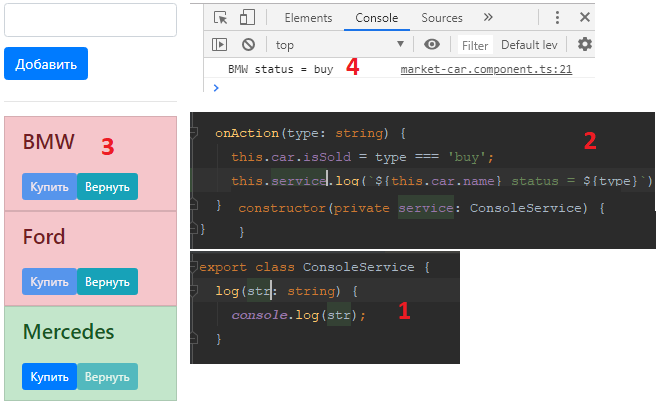 Добавить
BMW
3
Купить Вернуть
Ford
Купить Вернуть
Mercedes
Купить Вернуть
Elements Console Sources »
top Filter Default lev
BMW status = buy 4 market-car.component.ts:21
>
onAction(type: string) {
2
this.car.isSold = type === 'buy';
this.service.log(`${this.car.name} status = ${type}`)
} constructor(private service: ConsoleService) {
} }
export class ConsoleService {
log(str: string) {
console.log(str);
1
}